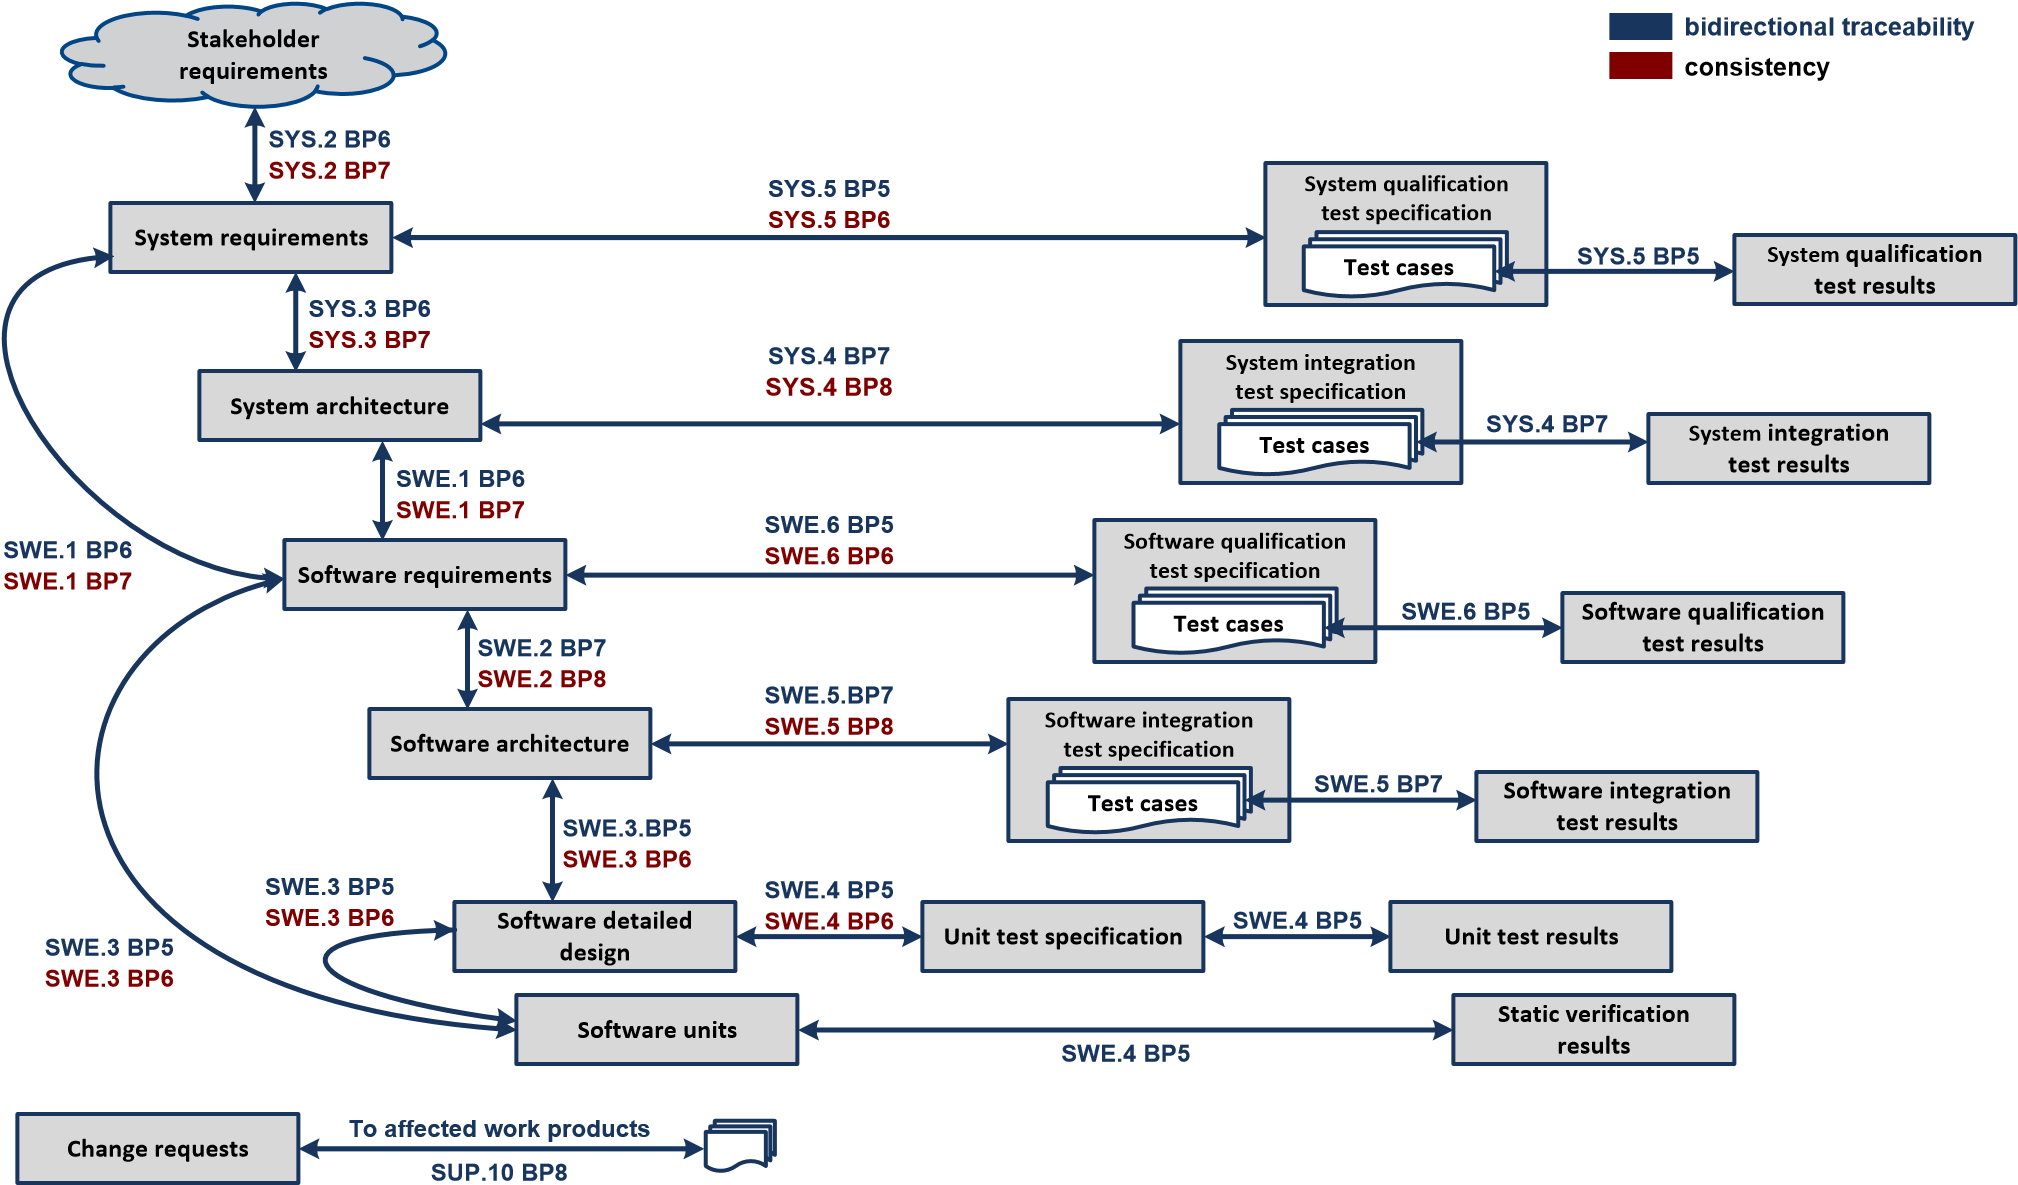 Stakeholder
requirements
bidirectional traceability
consistency
SYS.2 BP6
SYS.2 BP7
System requirements
SYS.5 BP5
SYS.5 BP6
System qualification
test specification
Test cases
SYS.5 BP5
System qualification
test results
SYS.3 BP6
SYS.3 BP7
System architecture
SYS.4 BP7
SYS.4 BP8
System integration
test specification
Test cases
SYS.4 BP7
System integration
test results
SWE.1 BP6
SWE.1 BP7
SWE.1 BP6
SWE.1 BP7
Software requirements
SWE.6 BP5
SWE.6 BP6
Software qualification
test specification
Test cases
SWE.6 BP5
Software qualification
test results
SWE.2 BP7
SWE.2 BP8
Software architecture
SWE.5.BP7
SWE.5 BP8
Software integration
test specification
Test cases
SWE.5 BP7
Software integration
test results
SWE.3.BP5
SWE.3 BP6
SWE.3 BP5
SWE.3 BP6
Software detailed
design
SWE.4 BP5
SWE.4 BP6
Unit test specification
SWE.4 BP5
Unit test results
SWE.3 BP5
SWE.3 BP6
Software units
SWE.4 BP5
Static verification
results
Change requests
To affected work products
SUP.10 BP8